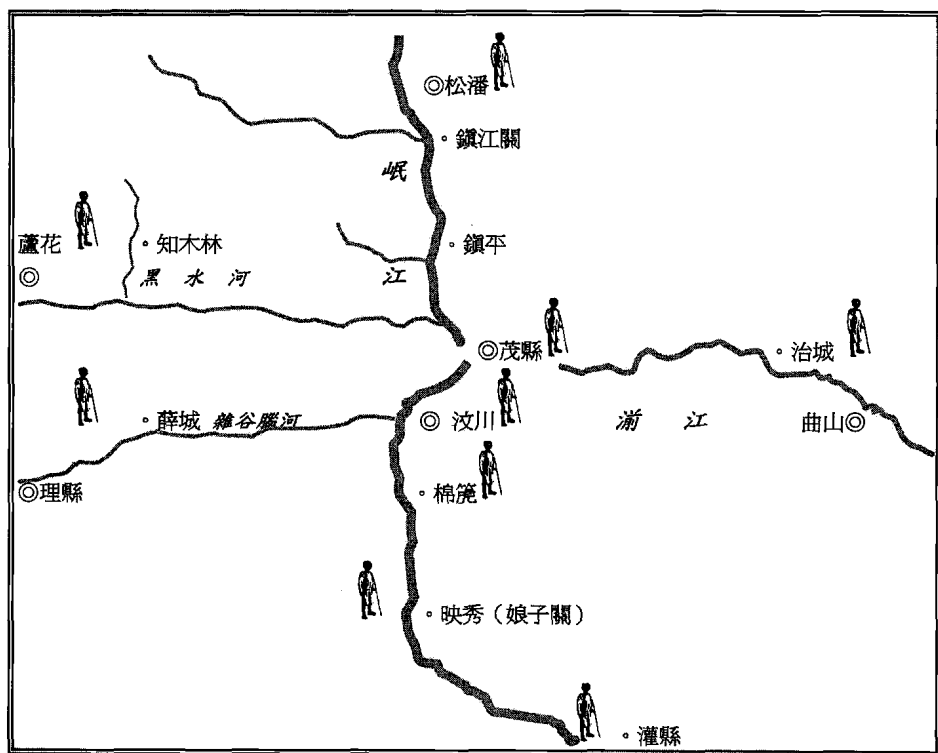 ◎松潘
鎮江關
岷
蘆花
知木林
鎮平
◎
黑水河
江
◎茂縣
治城
薛城
雜谷腦河
◎汶川
湔江
曲山◎
◎理縣
棉箎
映秀（娘子關）
灌縣